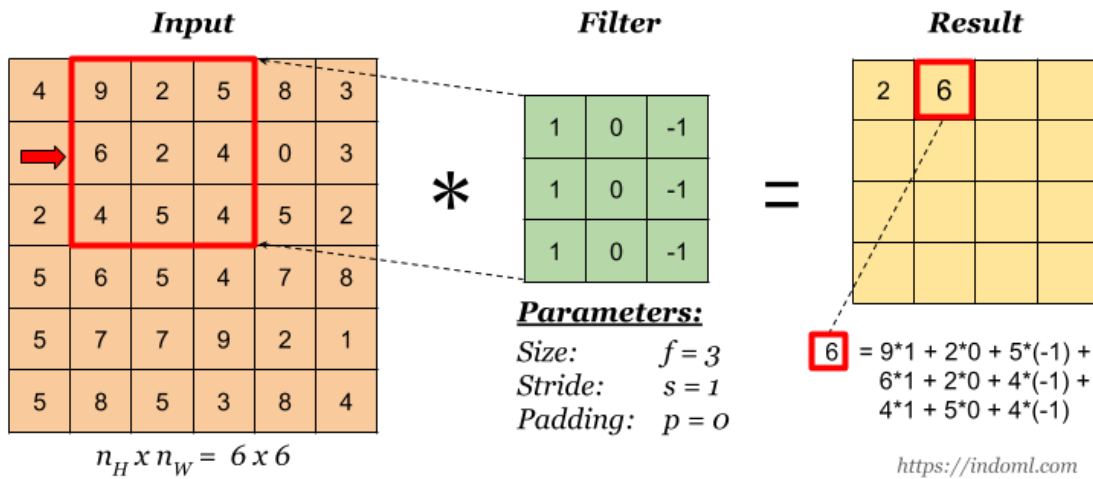 Input Filter Result
4 9 2 5 8 3
6 2 4 0 3
2 4 5 4 5 2
5 6 5 4 7 8
5 7 7 9 2 1
5 8 5 3 8 4
n_H x n_W = 6 x 6
*
1 0 -1
1 0 -1
1 0 -1
Parameters:
Size: f = 3
Stride: s = 1
Padding: p = 0
=
2 6
6 = 9*1 + 2*0 + 5*(-1) +
6*1 + 2*0 + 4*(-1) +
4*1 + 5*0 + 4*(-1)
https://indoml.com